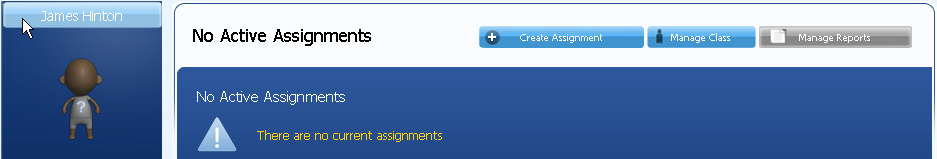 James Hinton
No Active Assignments
Create Assignment
Manage Class
Manage Reports
?
No Active Assignments
There are no current assignments